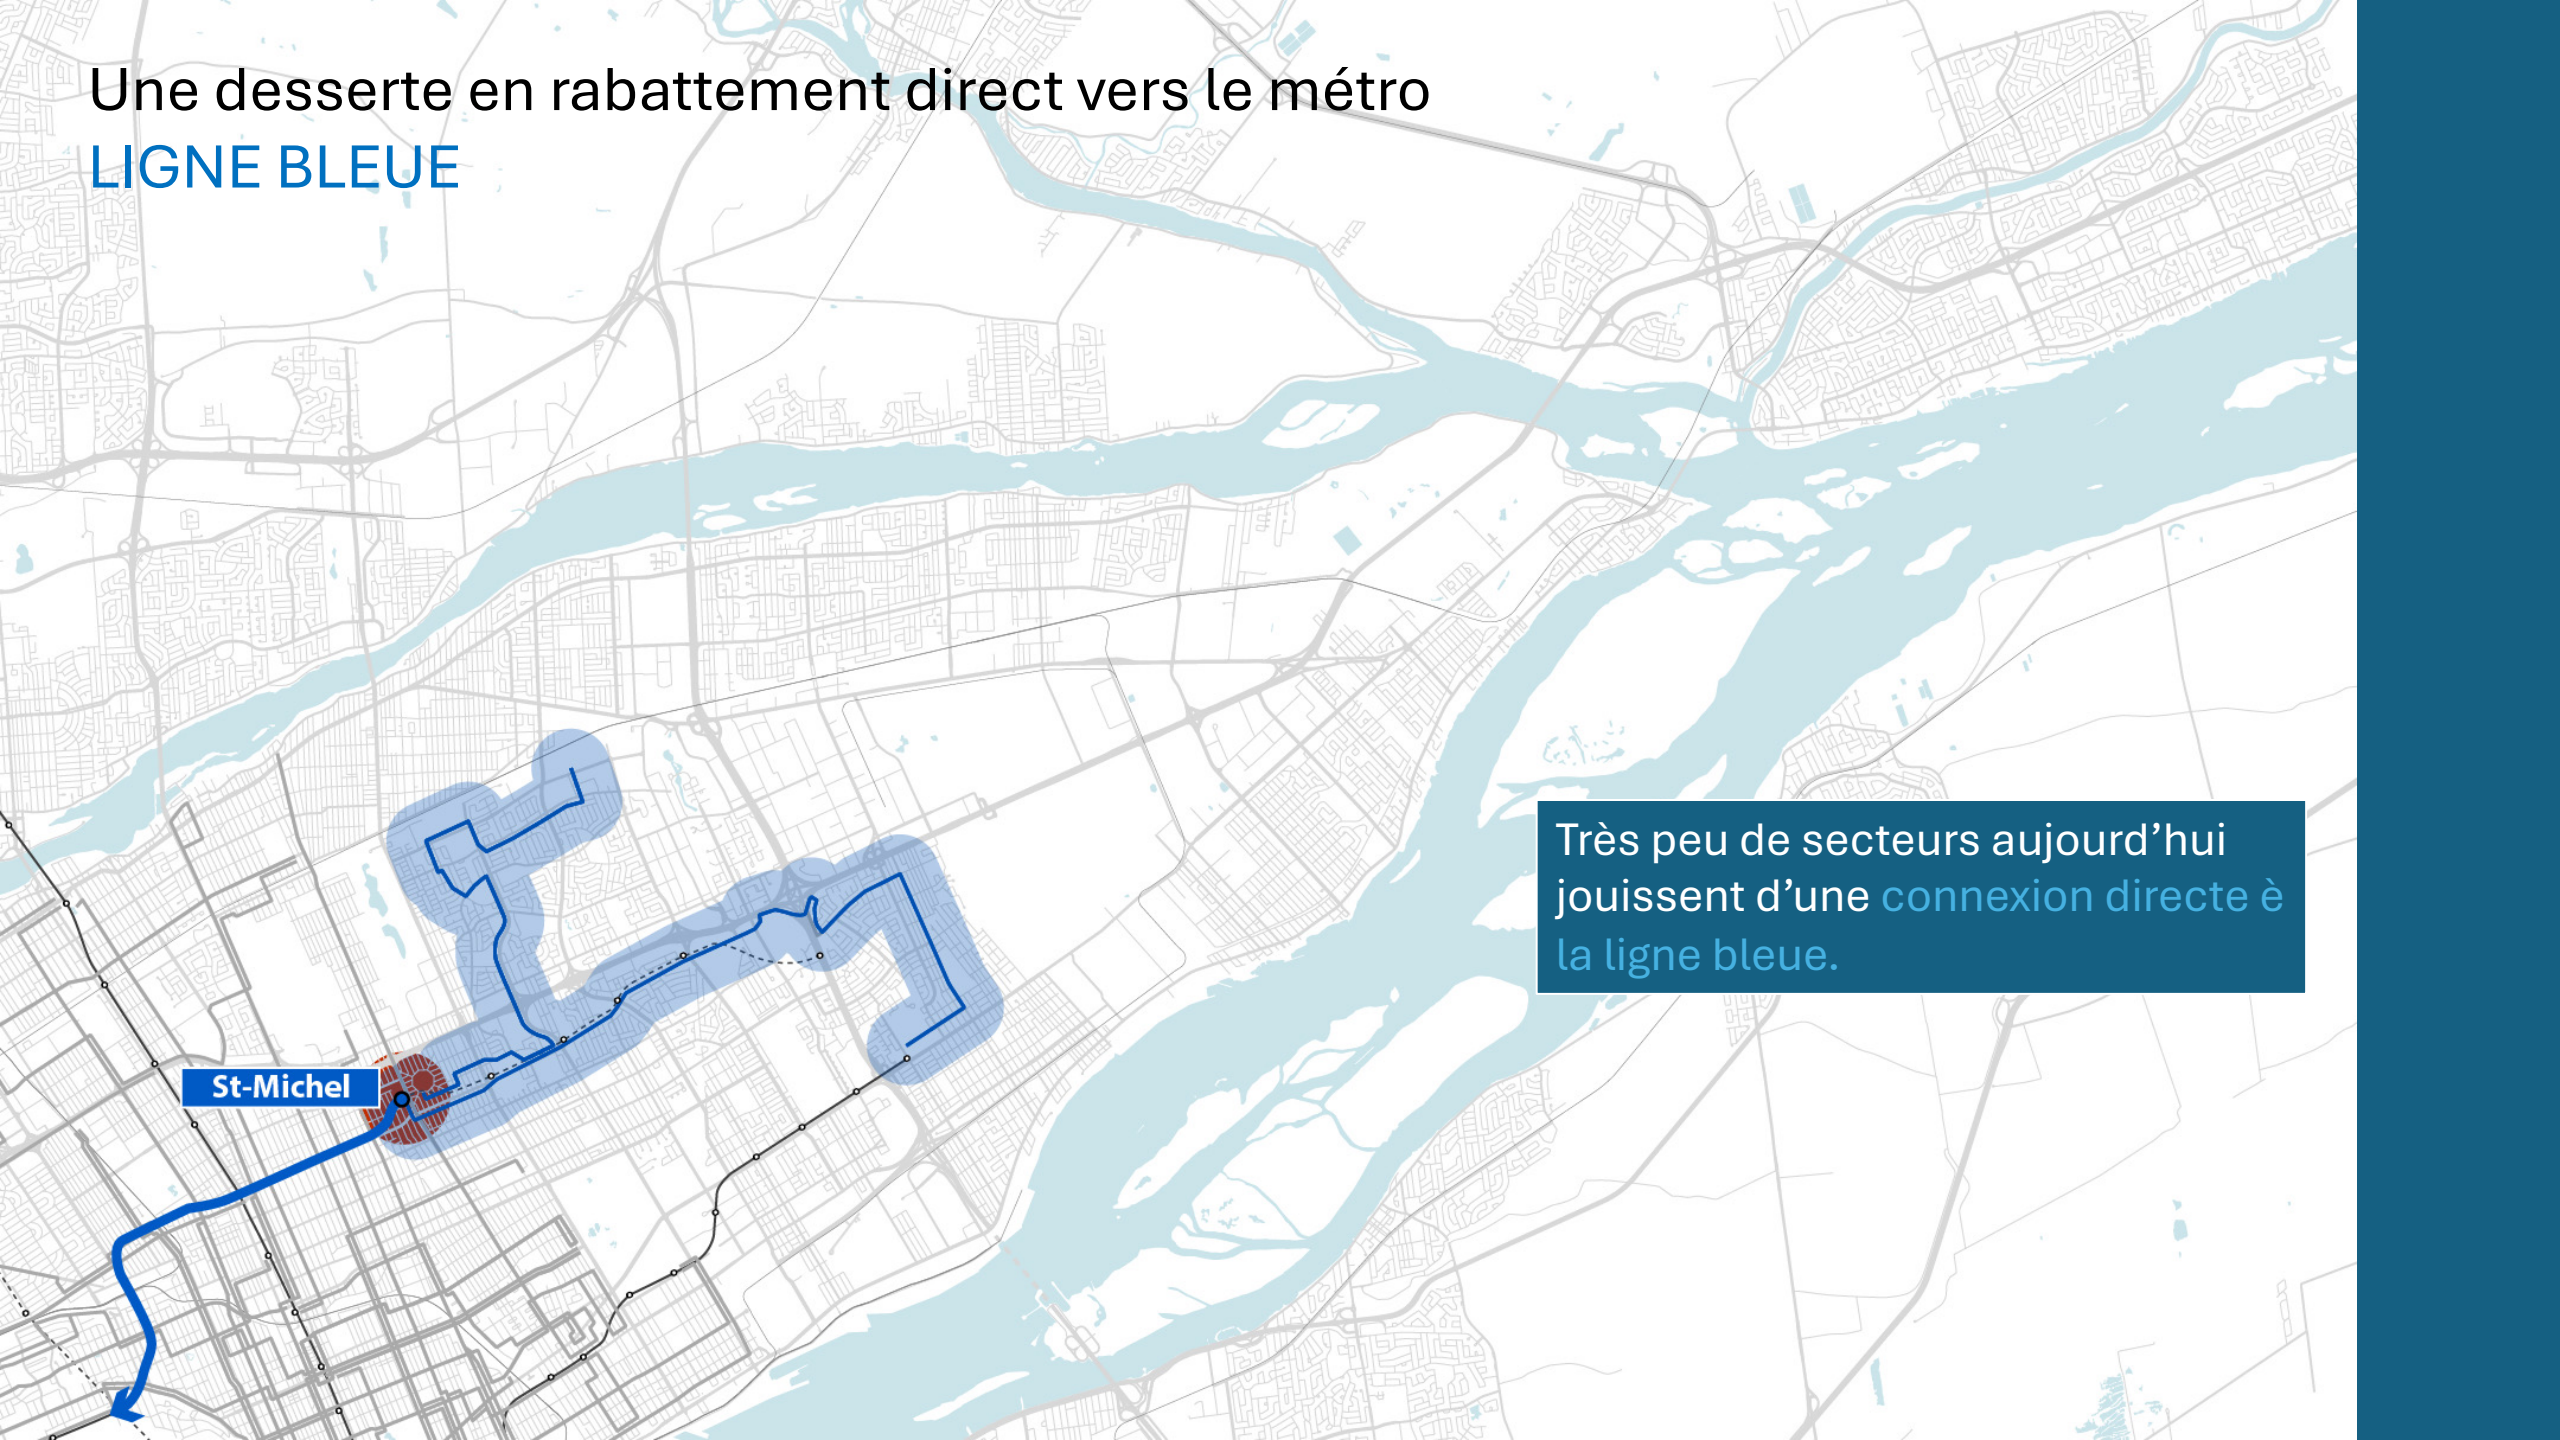 Une desserte en rabattement direct vers le métro
LIGNE BLEUE
Très peu de secteurs aujourd’hui
jouissent d’une connexion directe è
la ligne bleue.
St-Michel